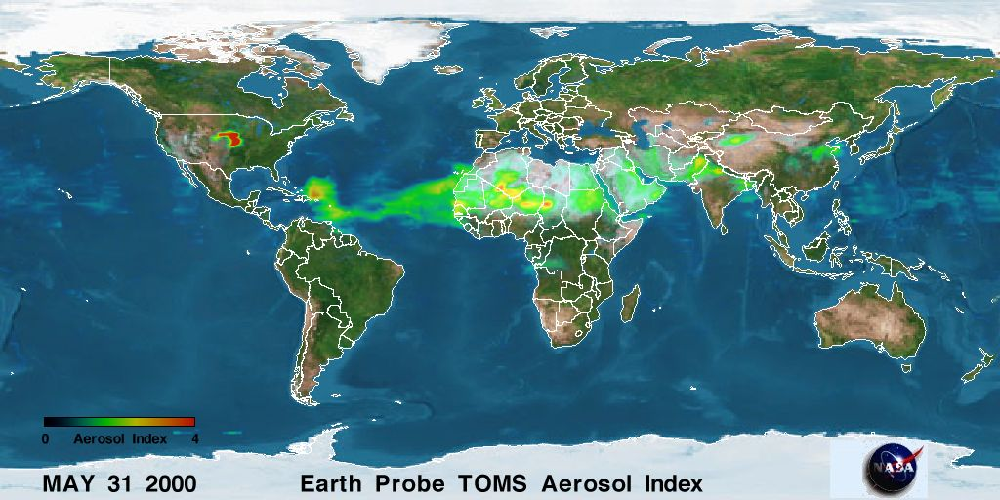 0 Aerosol Index 4
MAY 31 2000 Earth Probe TOMS Aerosol Index
NASA